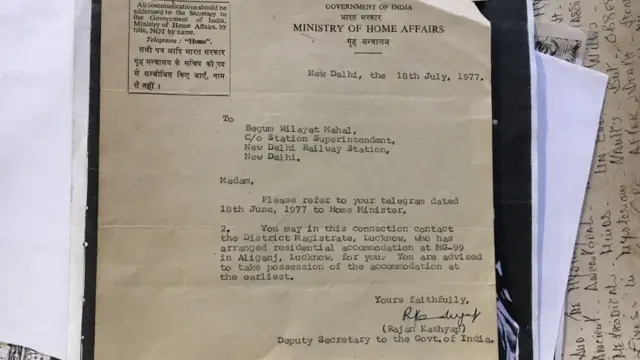 All communications should be
addressed to the Secretary to
the Government of India,
Ministry of Home Affairs, by
title, NOT by name.
Telegrams : "Home".
सभी पत्र आदि भारत सरकार
गृह मन्त्रालय के सचिव को पद
से सम्बोधित किए जाएँ, नाम
से नहीं ।
GOVERNMENT OF INDIA
भारत सरकार
MINISTRY OF HOME AFFAIRS
गृह मन्त्रालय
New Delhi, the 18th July, 1977.
To
Begum Wilayat Mahal,
C/o Station Superintendent,
New Delhi Railway Station,
New Delhi.
Madam,
Please refer to your telegram dated
18th June, 1977 to Home Minister.
2. You may in this connection contact
the District Magistrate, Lucknow, who has
arranged residential accommodation at MG-99
in Aliganj, Lucknow, for you. You are advised
to take possession of the accommodation at
the earliest.
Yours faithfully,
(Rajan Kashyap)
Deputy Secretary to the Govt. of India.